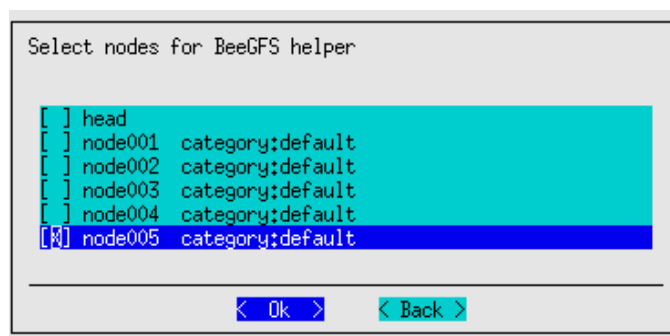 Select nodes for BeeGFS helper
[ ] head
[ ] node001  category:default
[ ] node002  category:default
[ ] node003  category:default
[ ] node004  category:default
[X] node005  category:default
< Ok >  < Back >